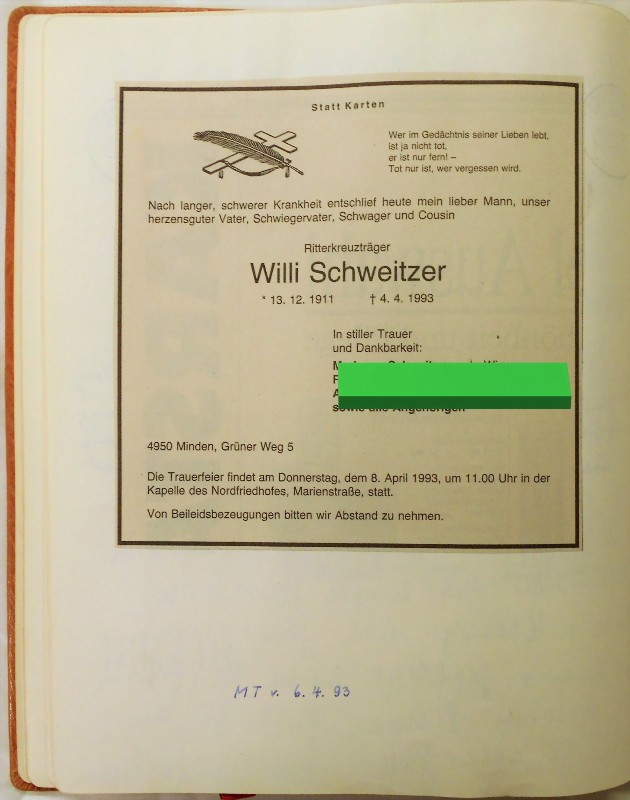 Statt Karten
Wer im Gedächtnis seiner Lieben lebt,
ist ja nicht tot,
er ist nur fern! –
Tot nur ist, wer vergessen wird.
Nach langer, schwerer Krankheit entschlief heute mein lieber Mann, unser
herzensguter Vater, Schwiegervater, Schwager und Cousin
Ritterkreuzträger
Willi Schweitzer
* 13. 12. 1911 † 4. 4. 1993
In stiller Trauer
und Dankbarkeit:
sowie alle Angehörigen
4950 Minden, Grüner Weg 5
Die Trauerfeier findet am Donnerstag, dem 8. April 1993, um 11.00 Uhr in der
Kapelle des Nordfriedhofes, Marienstraße, statt.
Von Beileidsbezeugungen bitten wir Abstand zu nehmen.
MT v. 6. 4. 93